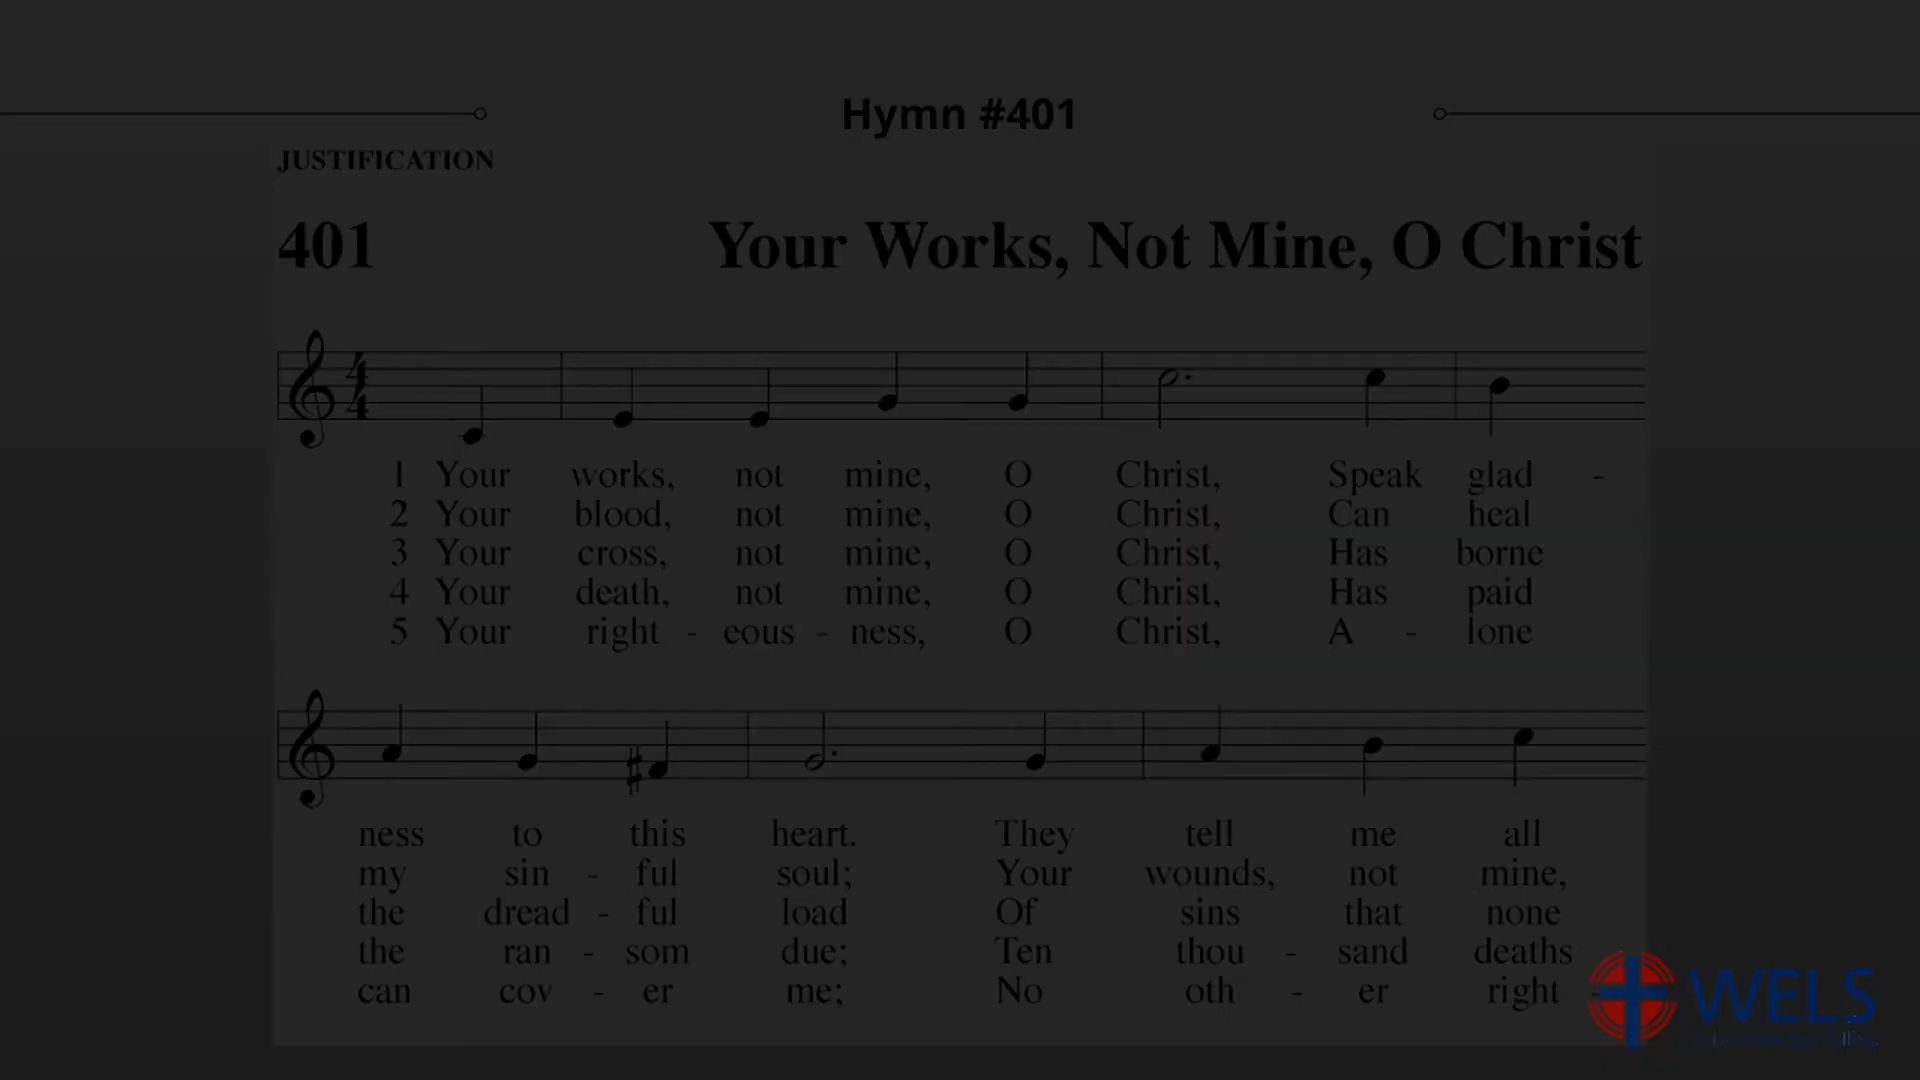 Hymn #401
JUSTIFICATION
401 Your Works, Not Mine, O Christ
1 Your works, not mine, O Christ, Speak glad -
2 Your blood, not mine, O Christ, Can heal
3 Your cross, not mine, O Christ, Has borne
4 Your death, not mine, O Christ, Has paid
5 Your right - eous - ness, O Christ, A - lone
ness to this heart. They tell me all
my sin - ful soul; Your wounds, not mine,
the dread - ful load Of sins that none
the ran - som due; Ten thou - sand deaths
can cov - er me; No oth - er right -
WELS